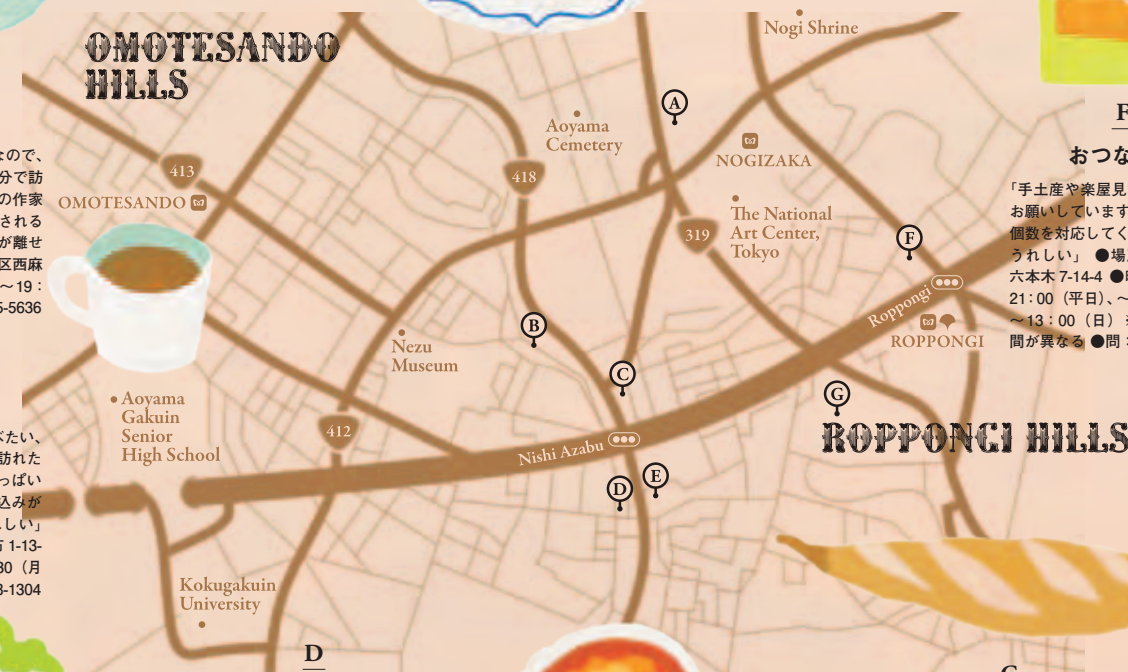 OMOTESANDO
HILLS
Nogi Shrine
A
Aoyama
Cemetery
NOGIZAKA
413
418
OMOTESANDO
The National
Art Center,
Tokyo
319
F
Roppongi
ROPPONGI
B
Nezu
Museum
C
G
ROPPONGI HILLS
Aoyama
Gakuin
Senior
High School
412
Nishi Azabu
D
E
Kokugakuin
University
D
なので、
分で訪
の作家
される
が離せ
区西麻
～19：
5-5636
べたい、
訪れた
っぱい
込みが
しい」
1-13-
30（月
3-1304
F
おつな
「手土産や楽屋見
お願いしています
個数を対応してく
うれしい」 ●場
六本木 7-14-4 ●
21：00（平日）、～
～13：00（日）
間が異なる ●問：